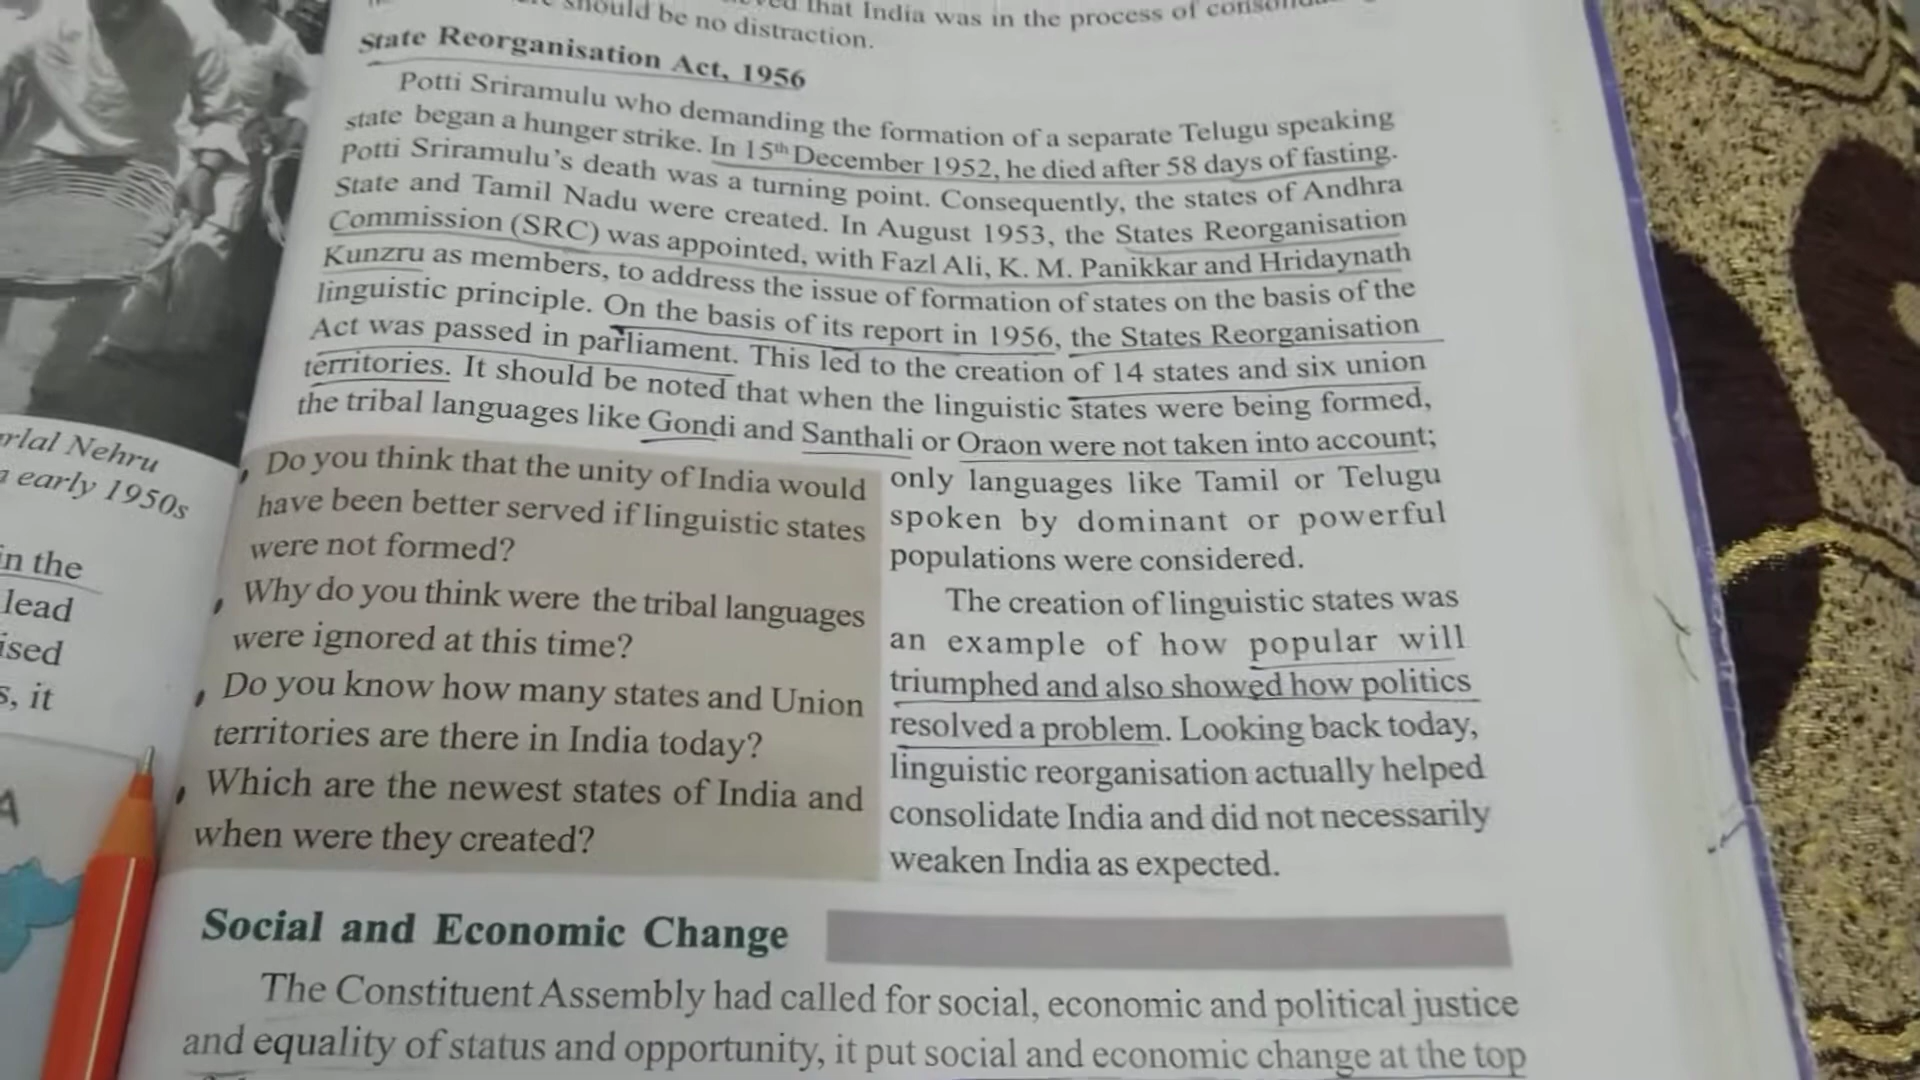 should be no distraction.
that India was in the process of
State Reorganisation Act, 1956
Potti Sriramulu who demanding the formation of a separate Telugu speaking
state began a hunger strike. In 15th December 1952, he died after 58 days of fasting.
Potti Sriramulu's death was a turning point. Consequently, the states of Andhra
State and Tamil Nadu were created. In August 1953, the States Reorganisation
Commission (SRC) was appointed, with Fazl Ali, K. M. Panikkar and Hridaynath
Kunzru as members, to address the issue of formation of states on the basis of the
linguistic principle. On the basis of its report in 1956, the States Reorganisation
Act was passed in parliament. This led to the creation of 14 states and six union
territories. It should be noted that when the linguistic states were being formed,
the tribal languages like Gondi and Santhali or Oraon were not taken into account;
only languages like Tamil or Telugu
spoken by dominant or powerful
populations were considered.
The creation of linguistic states was
an example of how popular will
triumphed and also showed how politics
resolved a problem. Looking back today,
linguistic reorganisation actually helped
consolidate India and did not necessarily
weaken India as expected.
Do you think that the unity of India would
have been better served if linguistic states
were not formed?
Why do you think were the tribal languages
were ignored at this time?
Do you know how many states and Union
territories are there in India today?
Which are the newest states of India and
when were they created?
Social and Economic Change
The Constituent Assembly had called for social, economic and political justice
and equality of status and opportunity, it put social and economic change at the top
Nehru
early 1950s
in the
lead
it